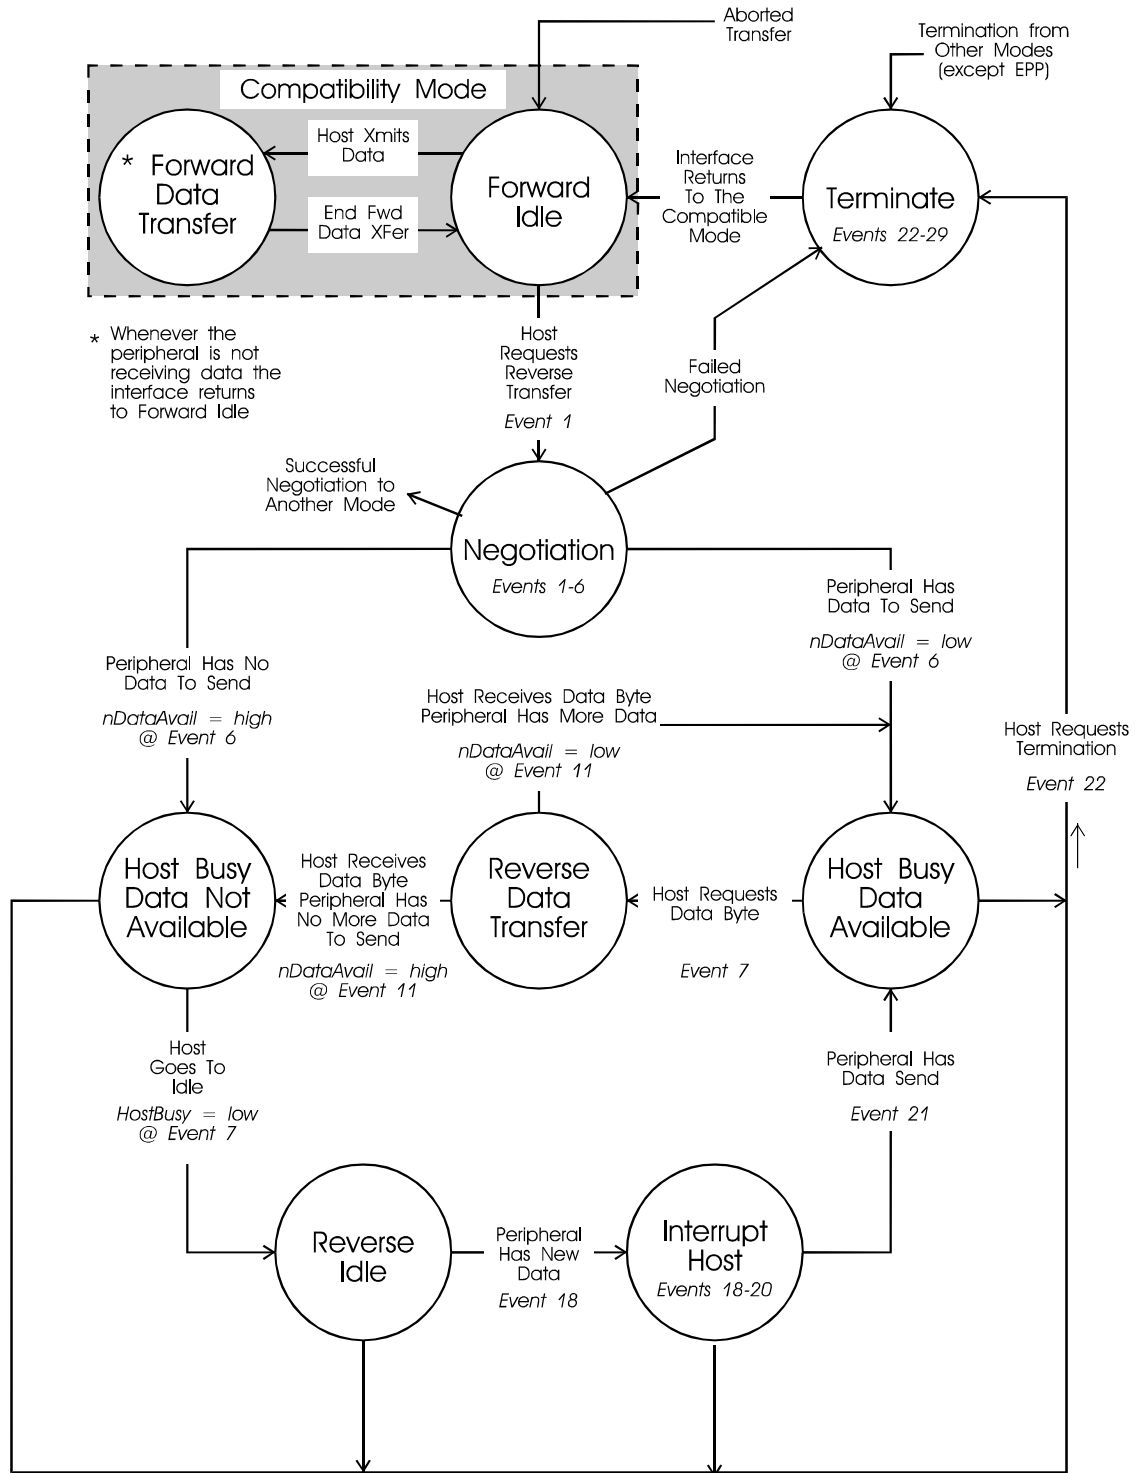 Aborted
Transfer
Termination from
Other Modes
(except EPP)
Compatibility Mode
* Forward
Data
Transfer
Host Xmits
Data
End Fwd
Data XFer
Forward
Idle
Interface
Returns
To The
Compatible
Mode
Terminate
Events 22-29
* Whenever the
peripheral is not
receiving data the
interface returns
to Forward Idle
Host
Requests
Reverse
Transfer
Event 1
Failed
Negotiation
Successful
Negotiation to
Another Mode
Negotiation
Events 1-6
Peripheral Has
Data To Send
nDataAvail = low
@ Event 6
Peripheral Has No
Data To Send
nDataAvail = high
@ Event 6
Host Receives Data Byte
Peripheral Has More Data
nDataAvail = low
@ Event 11
Host Requests
Termination
Event 22
Host Busy
Data Not
Available
Host Receives
Data Byte
Peripheral Has
No More Data
To Send
nDataAvail = high
@ Event 11
Reverse
Data
Transfer
Host Requests
Data Byte
Event 7
Host Busy
Data
Available
Host
Goes To
Idle
HostBusy = low
@ Event 7
Peripheral Has
Data Send
Event 21
Reverse
Idle
Peripheral
Has New
Data
Event 18
Interrupt
Host
Events 18-20